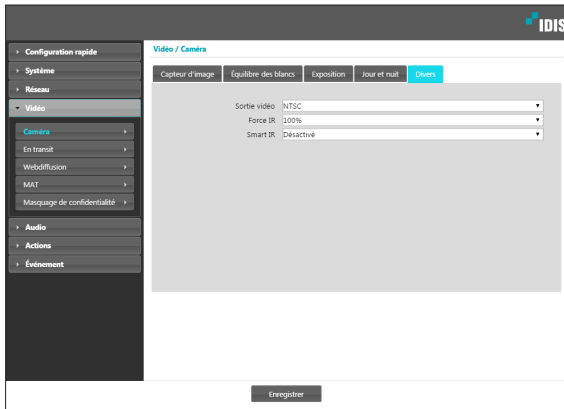 IDIS
Configuration rapide
Système
Réseau
Vidéo
Caméra
En transit
Webdiffusion
MAT
Masquage de confidentialité
Audio
Actions
Événement
Vidéo / Caméra
Capteur d'image Équilibre des blancs Exposition Jour et nuit Divers
Sortie vidéo NTSC
Force IR 100%
Smart IR Désactivé
Enregistrer